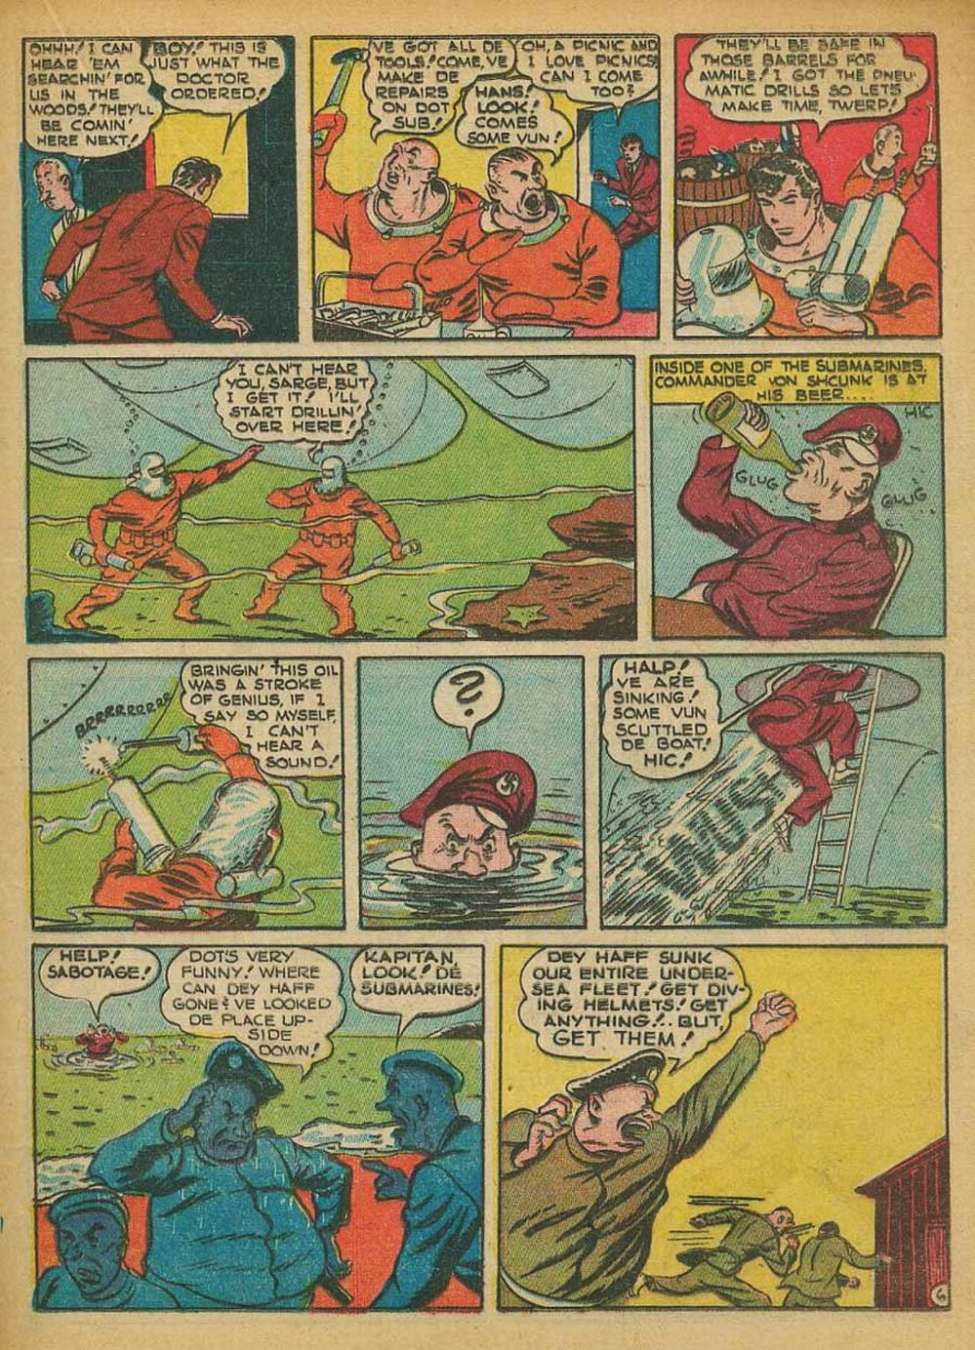 OHHH! I CAN
HEAR 'EM
SEARCHIN' FOR
US IN THE
WOODS! THEY'LL
BE COMIN'
HERE NEXT!
BOY! THIS IS
JUST WHAT THE
DOCTOR
ORDERED!
I'VE GOT ALL DE
TOOLS! COME, VE
MAKE DE
REPAIRS
ON DOT
SUB!
HANS!
LOOK!
COMES
SOME VUN!
OH, A PICNIC AND
I LOVE PICNICS!
CAN I COME
TOO?
THEY'LL BE SAFE IN
THOSE BARRELS FOR
AWHILE! I GOT THE PNEU-
MATIC DRILLS SO LETS
MAKE TIME, TWERP!
I CAN'T HEAR
YOU, SARGE, BUT
I GET IT! I'LL
START DRILLIN'
OVER HERE!
INSIDE ONE OF THE SUBMARINES,
COMMANDER VON SHCUNK IS AT
HIS BEER....
HIC
GLUG
GLUG
BRRRRRRRRR
BRINGIN' THIS OIL
WAS A STROKE
OF GENIUS, IF I
SAY SO MYSELF,
I CAN'T
HEAR A
SOUND!
?
HALP!
VE ARE
SINKING!
SOME VUN
SCUTTLED
DE BOAT!
HIC!
HELP!
SABOTAGE!
DOT'S VERY
FUNNY! WHERE
CAN DEY HAFF
GONE? VE LOOKED
DE PLACE UP-
SIDE
DOWN!
KAPITAN,
LOOK! DE
SUBMARINES!
DEY HAFF SUNK
OUR ENTIRE UNDER-
SEA FLEET! GET DIV-
ING HELMETS! GET
ANYTHING!.. BUT,
GET THEM!
6